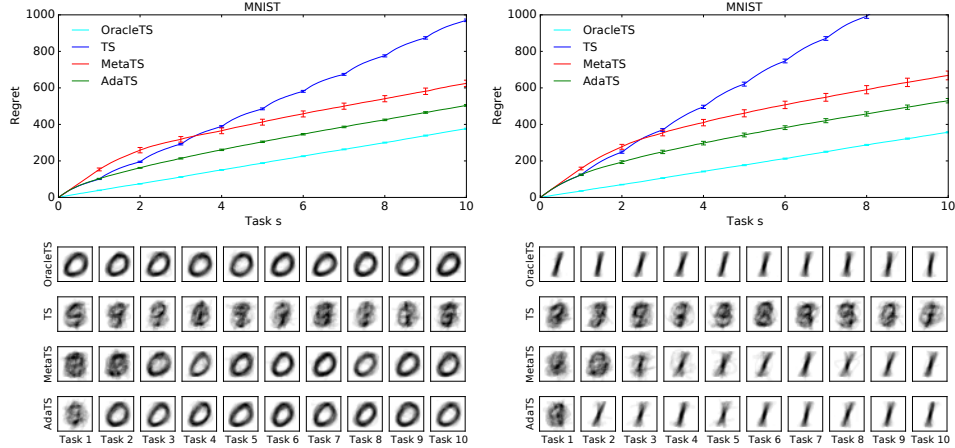 MNIST
Regret
1000
800
600
400
200
0
OracleTS
TS
MetaTS
AdaTS
0 2 4 6 8 10
Task s
OracleTS
TS
MetaTS
AdaTS
Task 1 Task 2 Task 3 Task 4 Task 5 Task 6 Task 7 Task 8 Task 9 Task 10
MNIST
Regret
1000
800
600
400
200
0
OracleTS
TS
MetaTS
AdaTS
0 2 4 6 8 10
Task s
OracleTS
TS
MetaTS
AdaTS
Task 1 Task 2 Task 3 Task 4 Task 5 Task 6 Task 7 Task 8 Task 9 Task 10